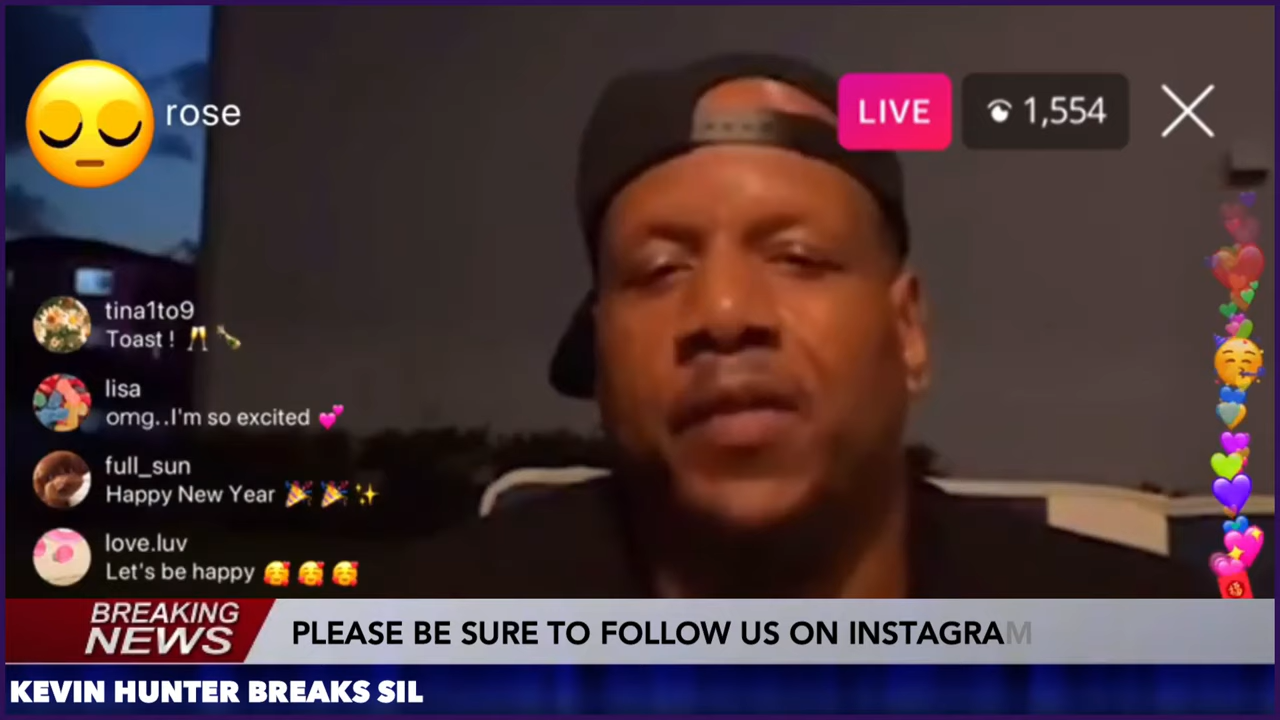 rose
LIVE
1,554
tina1to9
Toast ! 🥂 🍾
lisa
omg..I'm so excited 💕
full_sun
Happy New Year 🎉 🎉 ✨
love.luv
Let's be happy 🥰 🥰 🥰
BREAKING
NEWS
PLEASE BE SURE TO FOLLOW US ON INSTAGRAM
KEVIN HUNTER BREAKS SIL